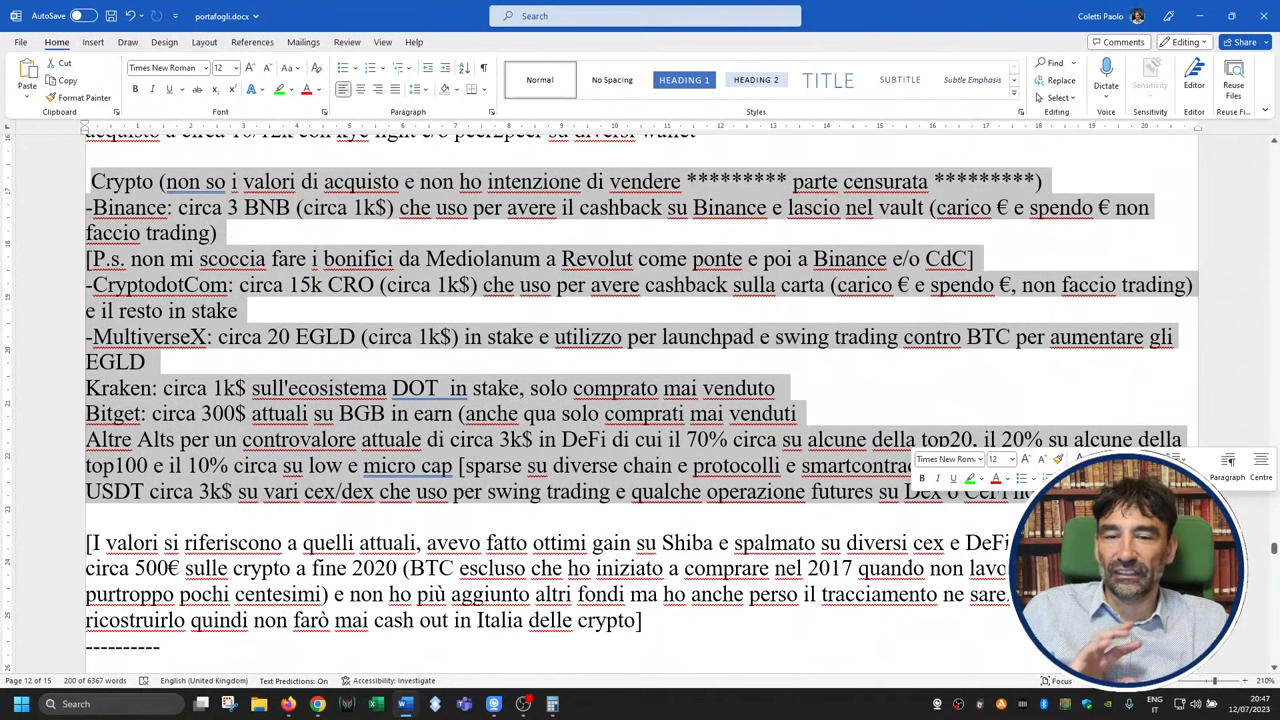 AutoSave Off portafogli.docx Search Coletti Paolo
File Home Insert Draw Design Layout References Mailings Review View Help Comments Editing Share
Paste Cut Copy Format Painter Clipboard
Times New Roman 12 Font
Paragraph
Normal No Spacing HEADING 1 HEADING 2 TITLE SUBTITLE Subtle Emphasis Styles
Find Replace Select Editing
Dictate Voice
Sensitivity Sensitivity
Editor Editor
Reuse Files Reuse Files
Crypto (non so i valori di acquisto e non ho intenzione di vendere ********* parte censurata *********)
-Binance: circa 3 BNB (circa 1k$) che uso per avere il cashback su Binance e lascio nel vault (carico € e spendo € non
faccio trading)
[P.s. non mi scoccia fare i bonifici da Mediolanum a Revolut come ponte e poi a Binance e/o CdC]
-CryptodotCom: circa 15k CRO (circa 1k$) che uso per avere cashback sulla carta (carico € e spendo €, non faccio trading)
e il resto in stake
-MultiverseX: circa 20 EGLD (circa 1k$) in stake e utilizzo per launchpad e swing trading contro BTC per aumentare gli
EGLD
Kraken: circa 1k$ sull'ecosistema DOT in stake, solo comprato mai venduto
Bitget: circa 300$ attuali su BGB in earn (anche qua solo comprati mai venduti
Altre Alts per un controvalore attuale di circa 3k$ in DeFi di cui il 70% circa su alcune della top20, il 20% su alcune della
top100 e il 10% circa su low e micro cap [sparse su diverse chain e protocolli e
USDT circa 3k$ su vari cex/dex che uso per swing trading e qualche operazione futures su Dex o CeFi
Times New Roman 12 Paragraph Centre
[I valori si riferiscono a quelli attuali, avevo fatto ottimi gain su Shiba e spalmato su diversi cex e DeFi
circa 500€ sulle crypto a fine 2020 (BTC escluso che ho iniziato a comprare nel 2017 quando non
purtroppo pochi centesimi) e non ho più aggiunto altri fondi ma ho anche perso il tracciamento ne
ricostruirlo quindi non farò mai cash out in Italia delle crypto]
----------
Page 12 of 15 200 of 6367 words English (United Kingdom) Text Predictions: On Accessibility: Investigate Focus 210%
Search ENG IT 20:47 12/07/2023